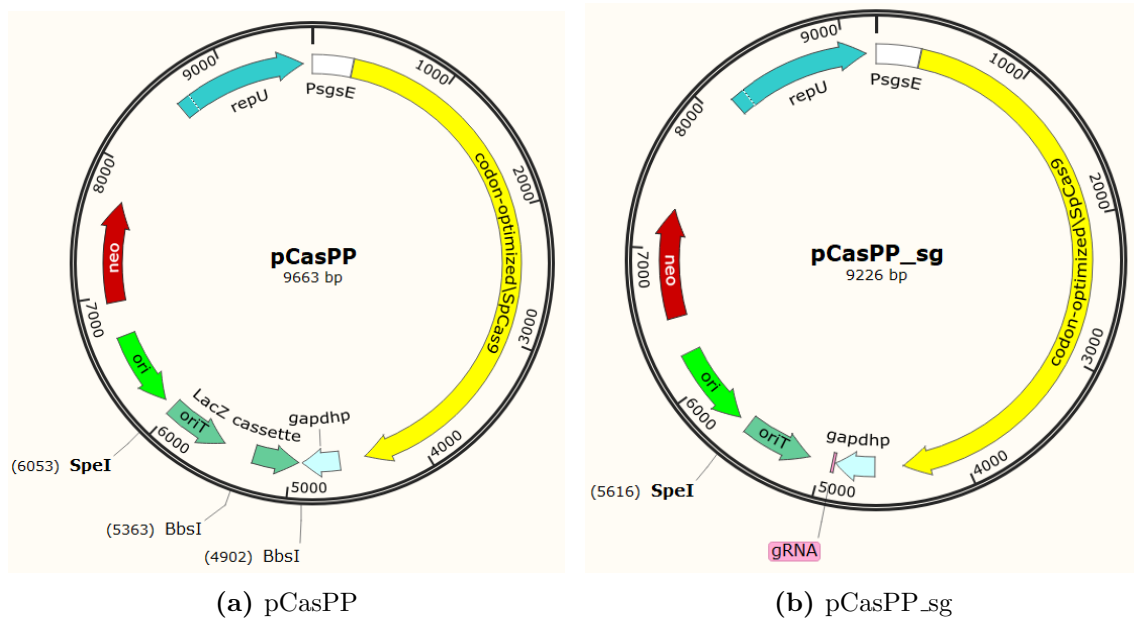 9000
1000
2000
3000
4000
5000
6000
7000
8000
repU
PsgsE
codon-optimized\SpCas9
pCasPP
9663 bp
neo
ori
oriT
LacZ cassette
gapdhp
(6053) SpeI
(5363) BbsI
(4902) BbsI
(a) pCasPP
9000
1000
2000
3000
4000
5000
6000
7000
8000
repU
PsgsE
codon-optimized\SpCas9
pCasPP_sg
9226 bp
neo
ori
oriT
gapdhp
(5616) SpeI
gRNA
(b) pCasPP_sg